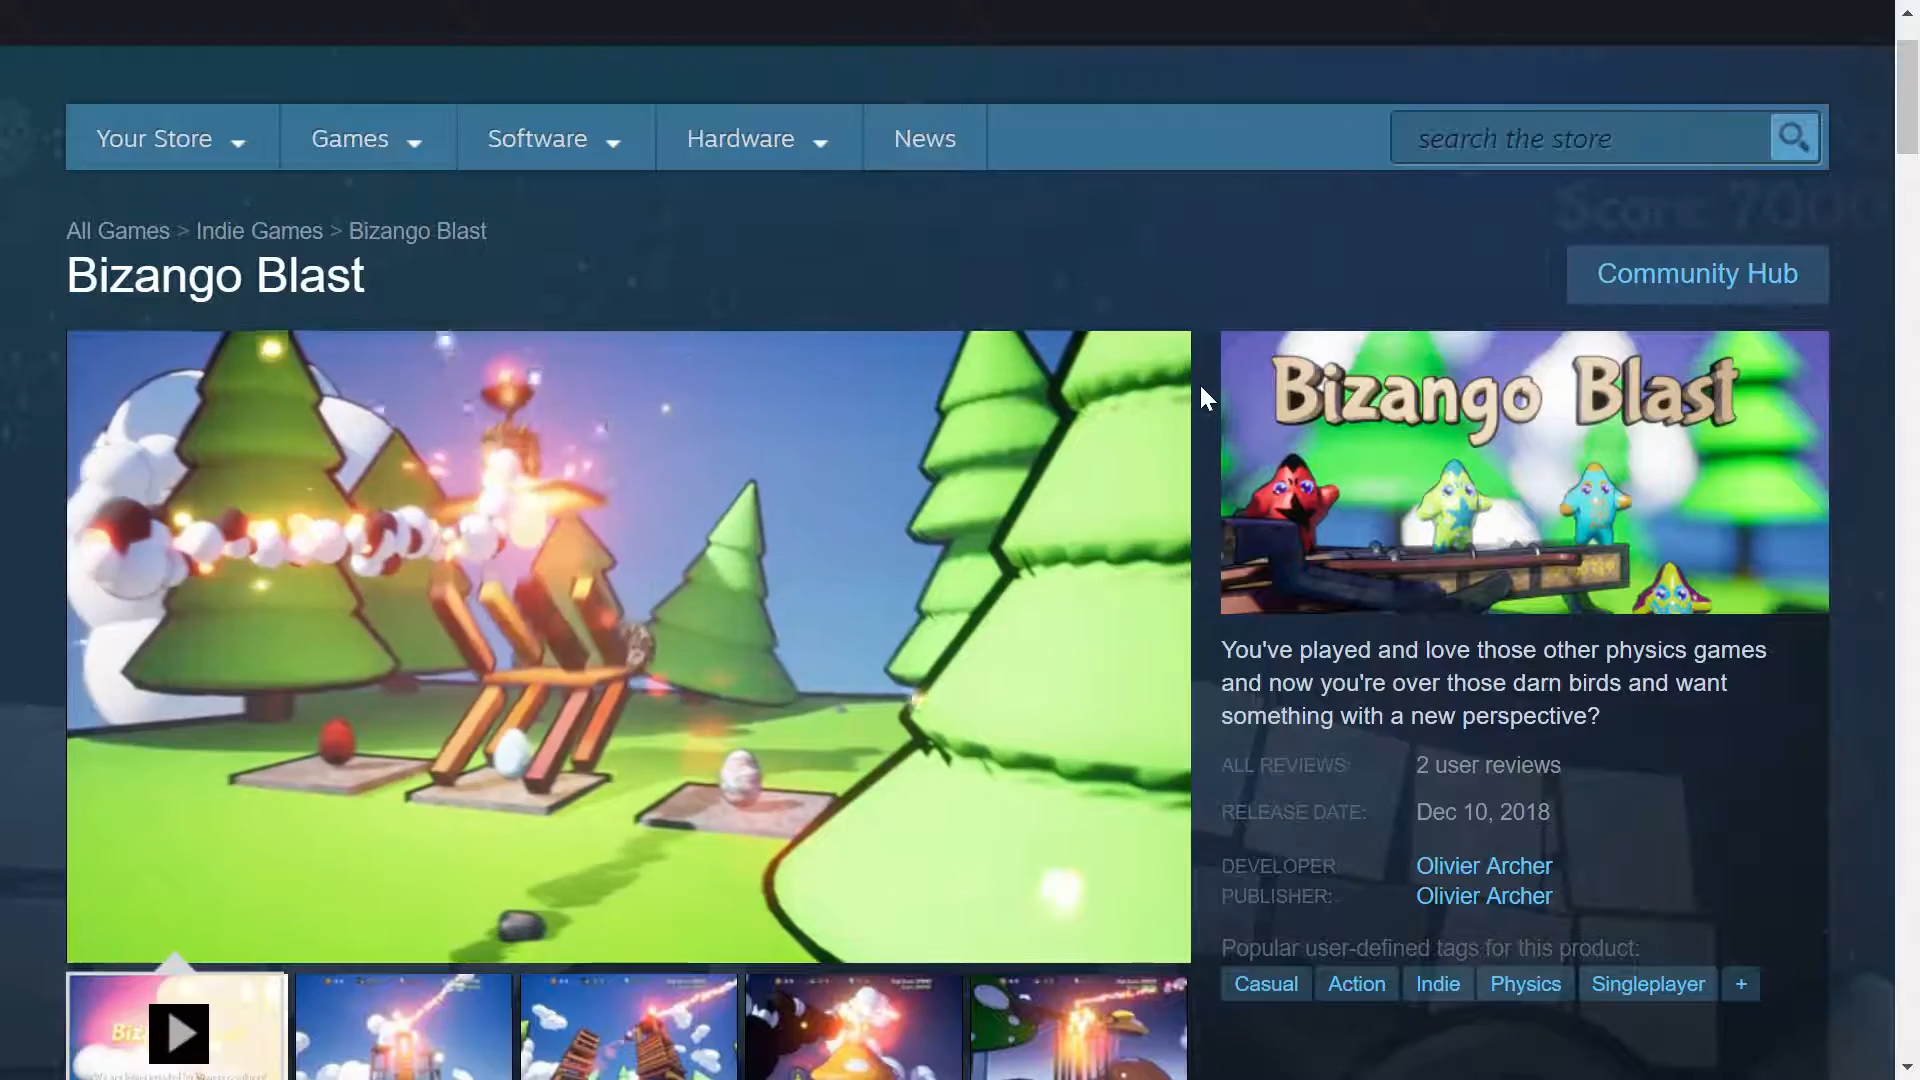 Your Store
Games
Software
Hardware
News
search the store
Score: 7000
All Games > Indie Games > Bizango Blast
Bizango Blast
Community Hub
Bizango Blast
You've played and love those other physics games
and now you're over those darn birds and want
something with a new perspective?
ALL REVIEWS:
2 user reviews
RELEASE DATE:
Dec 10, 2018
DEVELOPER:
Olivier Archer
PUBLISHER:
Olivier Archer
Popular user-defined tags for this product:
Casual
Action
Indie
Physics
Singleplayer
+